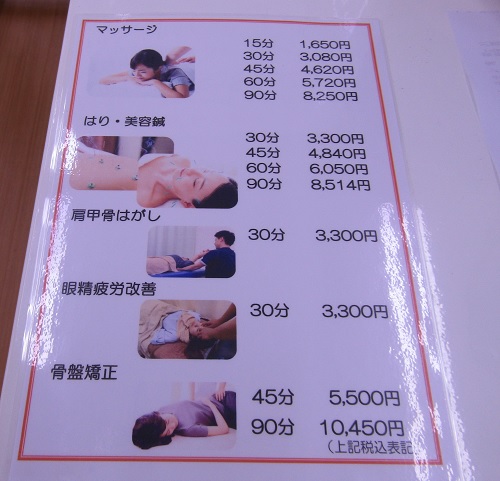 マッサージ
15分 1,650円
30分 3,080円
45分 4,620円
60分 5,720円
90分 8,250円
はり・美容鍼
30分 3,300円
45分 4,840円
60分 6,050円
90分 8,514円
肩甲骨はがし
30分 3,300円
眼精疲労改善
30分 3,300円
骨盤矯正
45分 5,500円
90分 10,450円
（上記税込表記